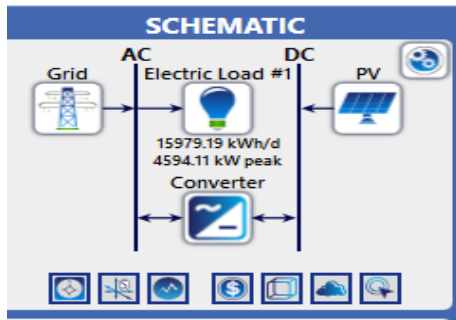 SCHEMATIC
AC DC
Grid Electric Load #1 PV
15979.19 kWh/d
4594.11 kW peak
Converter